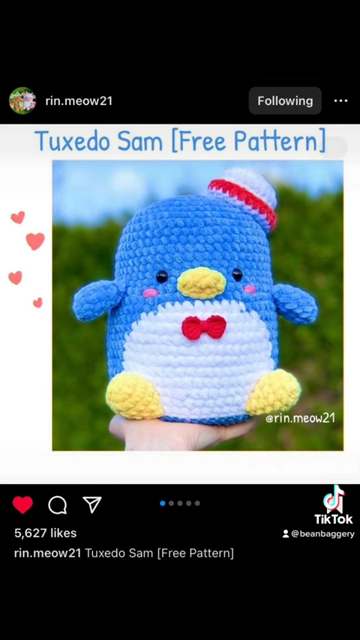 rin.meow21
Following
Tuxedo Sam [Free Pattern]
@rin.meow21
TikTok
@beanbaggery
5,627 likes
rin.meow21 Tuxedo Sam [Free Pattern]